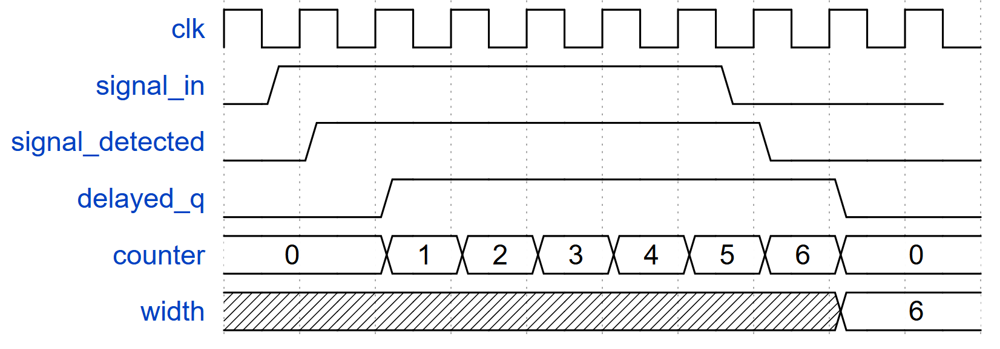 clk
signal_in
signal_detected
delayed_q
counter 0 1 2 3 4 5 6 0
width 6